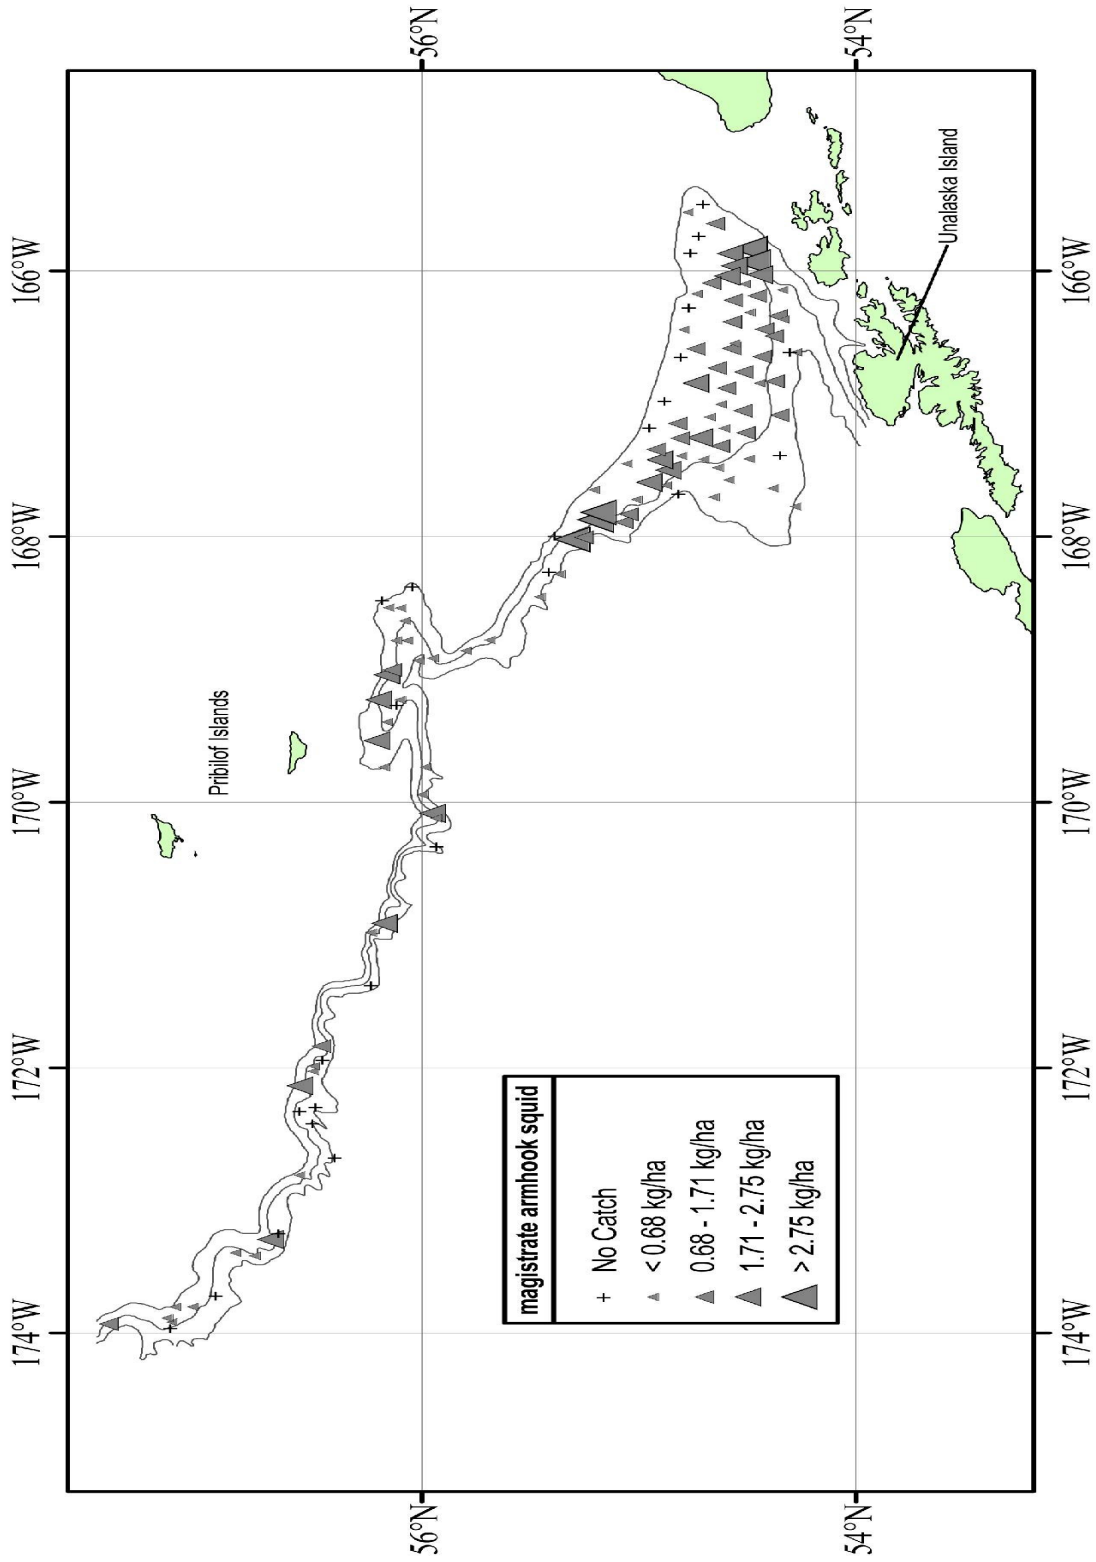 174°W
172°W
170°W
168°W
166°W
56°N
56°N
Pribilof Islands
magistrate armhook squid
No Catch
< 0.68 kg/ha
0.68 - 1.71 kg/ha
1.71 - 2.75 kg/ha
> 2.75 kg/ha
Unalaska Island
54°N
54°N
174°W
172°W
170°W
168°W
166°W